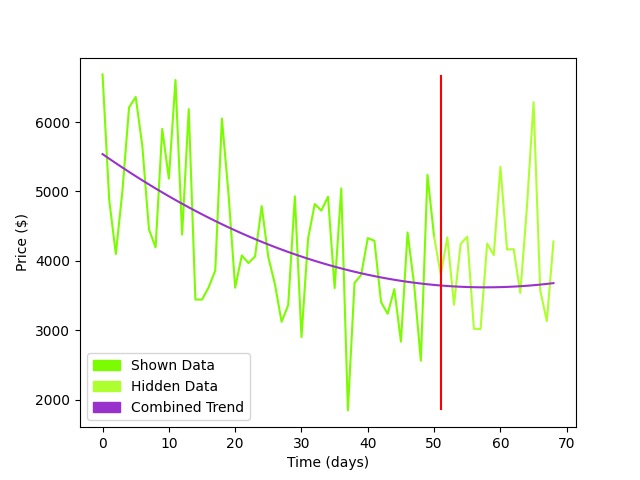 6000
5000
4000
3000
2000
Price ($)
Shown Data
Hidden Data
Combined Trend
0 10 20 30 40 50 60 70
Time (days)